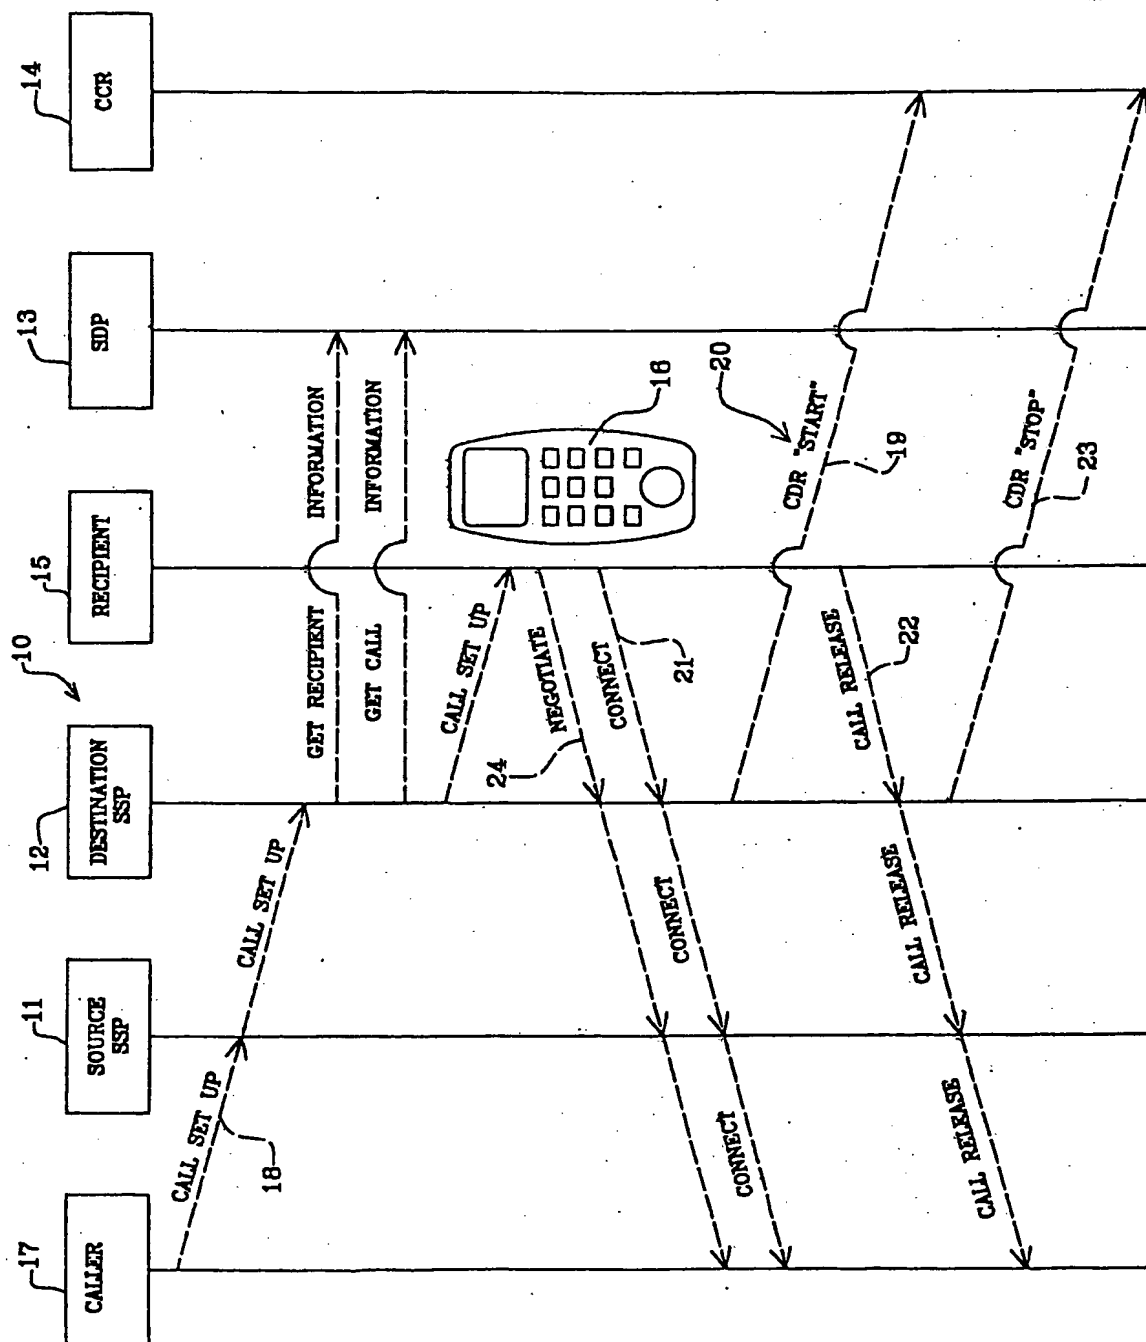 10
17
CALLER
11
SOURCE
SSP
12
DESTINATION
SSP
15
RECIPIENT
13
SDP
14
CCR
CALL SET UP
18
CALL SET UP
GET RECIPIENT INFORMATION
GET CALL INFORMATION
CALL SET UP
16
NEGOTIATE
24
CONNECT
21
CONNECT
CONNECT
20
CDR "START"
19
CALL RELEASE
22
CALL RELEASE
CALL RELEASE
CDR "STOP"
23